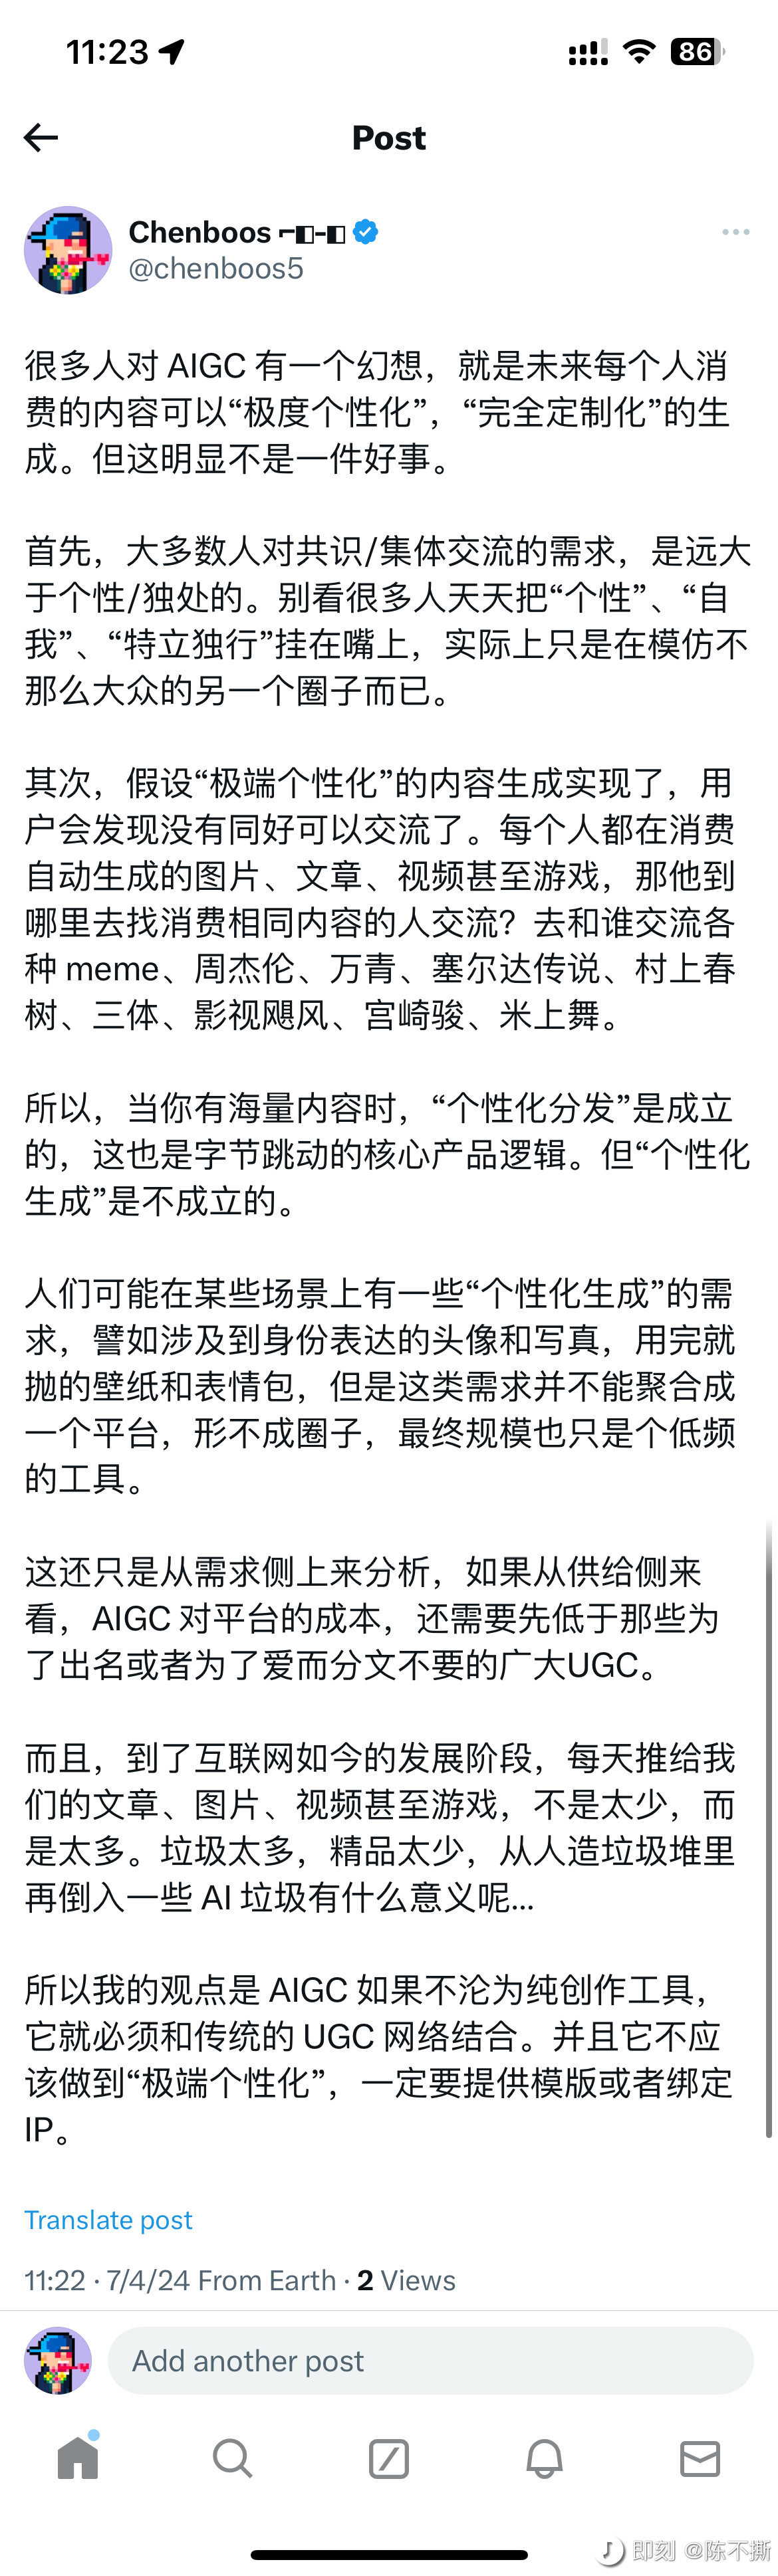 11:23
86
Post
Chenboos ⌐◧-◧
@chenboos5
很多人对 AIGC 有一个幻想，就是未来每个人消
费的内容可以“极度个性化”，“完全定制化”的生
成。但这明显不是一件好事。
首先，大多数人对共识/集体交流的需求，是远大
于个性/独处的。别看很多人天天把“个性”、“自
我”、“特立独行”挂在嘴上，实际上只是在模仿不
那么大众的另一个圈子而已。
其次，假设“极端个性化”的内容生成实现了，用
户会发现没有同好可以交流了。每个人都在消费
自动生成的图片、文章、视频甚至游戏，那他到
哪里去找消费相同内容的人交流？去和谁交流各
种 meme、周杰伦、万青、塞尔达传说、村上春
树、三体、影视飓风、宫崎骏、米上舞。
所以，当你有海量内容时，“个性化分发”是成立
的，这也是字节跳动的核心产品逻辑。但“个性化
生成”是不成立的。
人们可能在某些场景上有一些“个性化生成”的需
求，譬如涉及到身份表达的头像和写真，用完就
抛的壁纸和表情包，但是这类需求并不能聚合成
一个平台，形不成圈子，最终规模也只是个低频
的工具。
这还只是从需求侧上来分析，如果从供给侧来
看，AIGC 对平台的成本，还需要先低于那些为
了出名或者为了爱而分文不要的广大UGC。
而且，到了互联网如今的发展阶段，每天推给我
们的文章、图片、视频甚至游戏，不是太少，而
是太多。垃圾太多，精品太少，从人造垃圾堆里
再倒入一些 AI 垃圾有什么意义呢...
所以我的观点是 AIGC 如果不沦为纯创作工具，
它就必须和传统的 UGC 网络结合。并且它不应
该做到“极端个性化”，一定要提供模版或者绑定
IP。
Translate post
11:22 · 7/4/24 From Earth · 2 Views
Add another post
即刻 @陈不撕